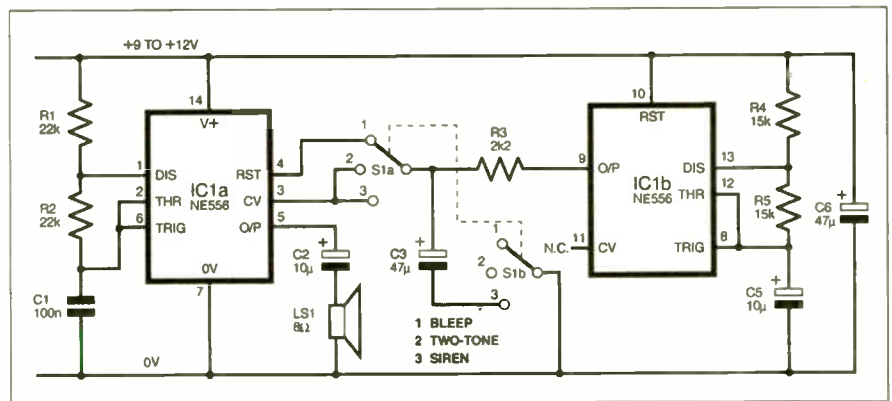 +9 TO +12V
R1
22k
R2
22k
C1
100n
0V
14
V+
1
DIS
IC1a
NE556
2
THR
6
TRIG
RST
4
CV
3
O/P
5
0V
7
C2
10µ
+
LS1
8Ω
1
2
3
S1a
C3
47µ
+
R3
2k2
1
2
3
S1b
1 BLEEP
2 TWO-TONE
3 SIREN
10
RST
9
O/P
IC1b
NE556
DIS
13
THR
12
N.C.
11
CV
TRIG
8
R4
15k
R5
15k
C5
10µ
+
C6
47µ
+